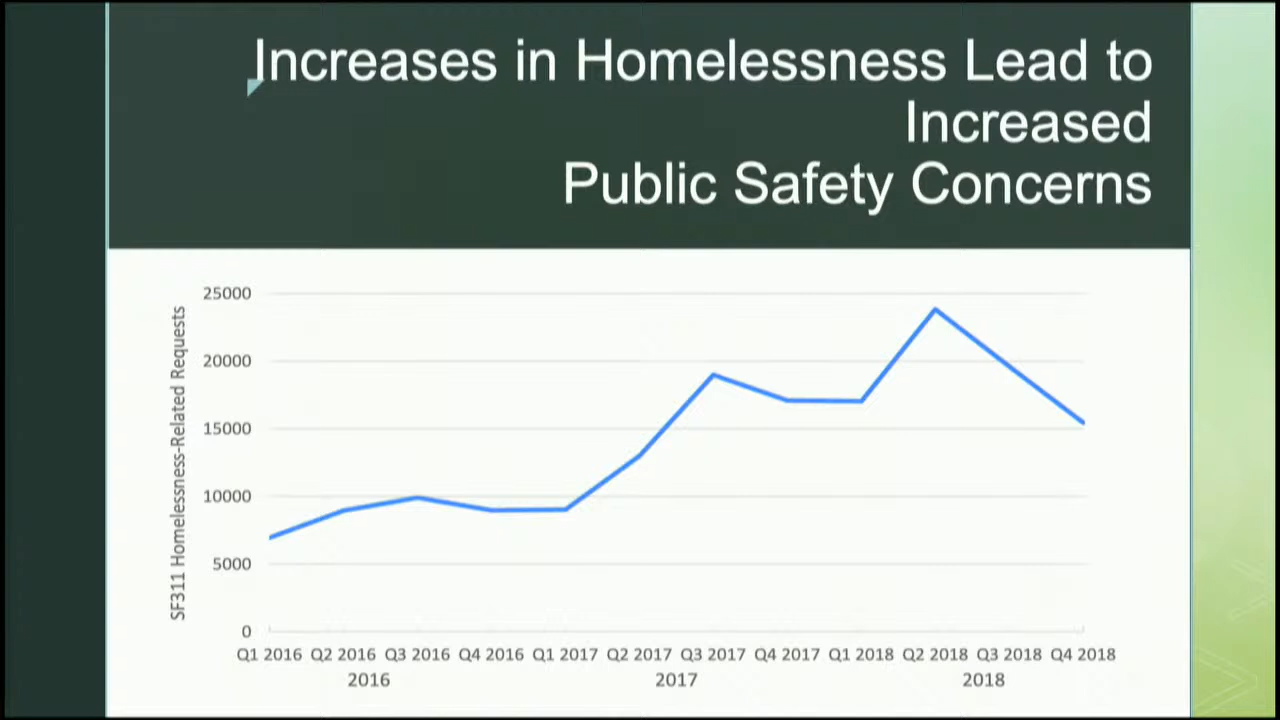 Increases in Homelessness Lead to
Increased
Public Safety Concerns
SF311 Homelessness-Related Requests
25000
20000
15000
10000
5000
0
Q1 2016 Q2 2016 Q3 2016 Q4 2016 Q1 2017 Q2 2017 Q3 2017 Q4 2017 Q1 2018 Q2 2018 Q3 2018 Q4 2018
2016 2017 2018